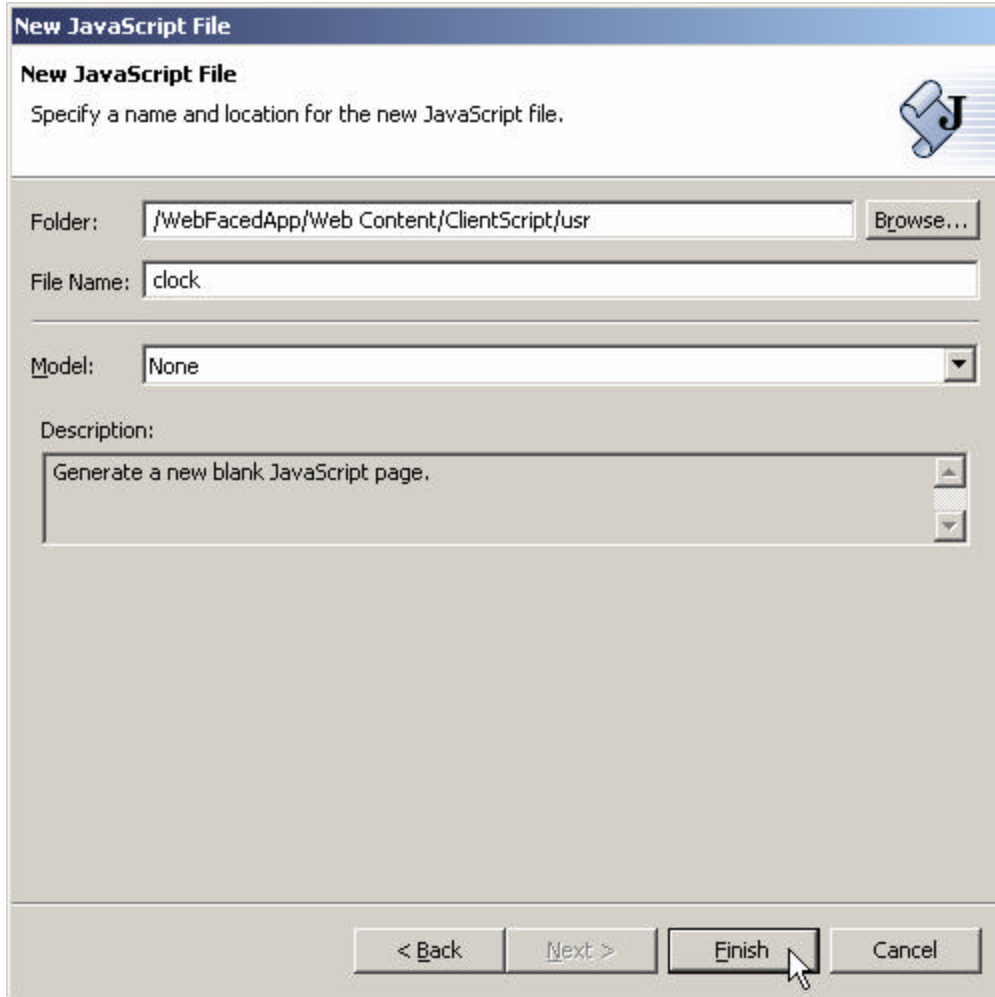 New JavaScript File
New JavaScript File
Specify a name and location for the new JavaScript file.
J
Folder: /WebFacedApp/Web Content/ClientScript/usr Browse...
File Name: clock
Model: None
Description:
Generate a new blank JavaScript page.
< Back Next > Finish Cancel